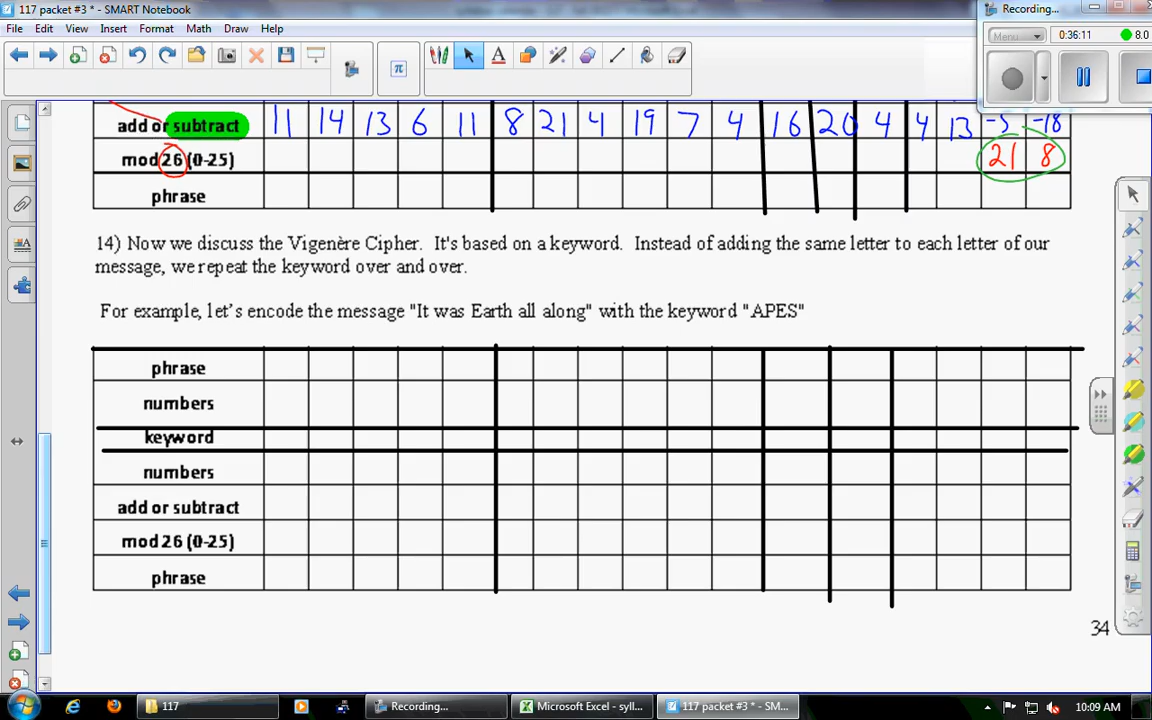 117 packet #3 * - SMART Notebook
Recording...
File Edit View Insert Format Math Draw Help
Menu 0:36:11 8.0
add or subtract 11 14 13 6 11 8 21 4 19 7 4 16 20 4 4 13 -5 -18
mod 26 (0-25) 21 8
phrase
14) Now we discuss the Vigenère Cipher. It's based on a keyword. Instead of adding the same letter to each letter of our
message, we repeat the keyword over and over.
For example, let's encode the message "It was Earth all along" with the keyword "APES"
phrase
numbers
keyword
numbers
add or subtract
mod 26 (0-25)
phrase
34
117 Recording... Microsoft Excel - syll... 117 packet #3 * - SM... 10:09 AM